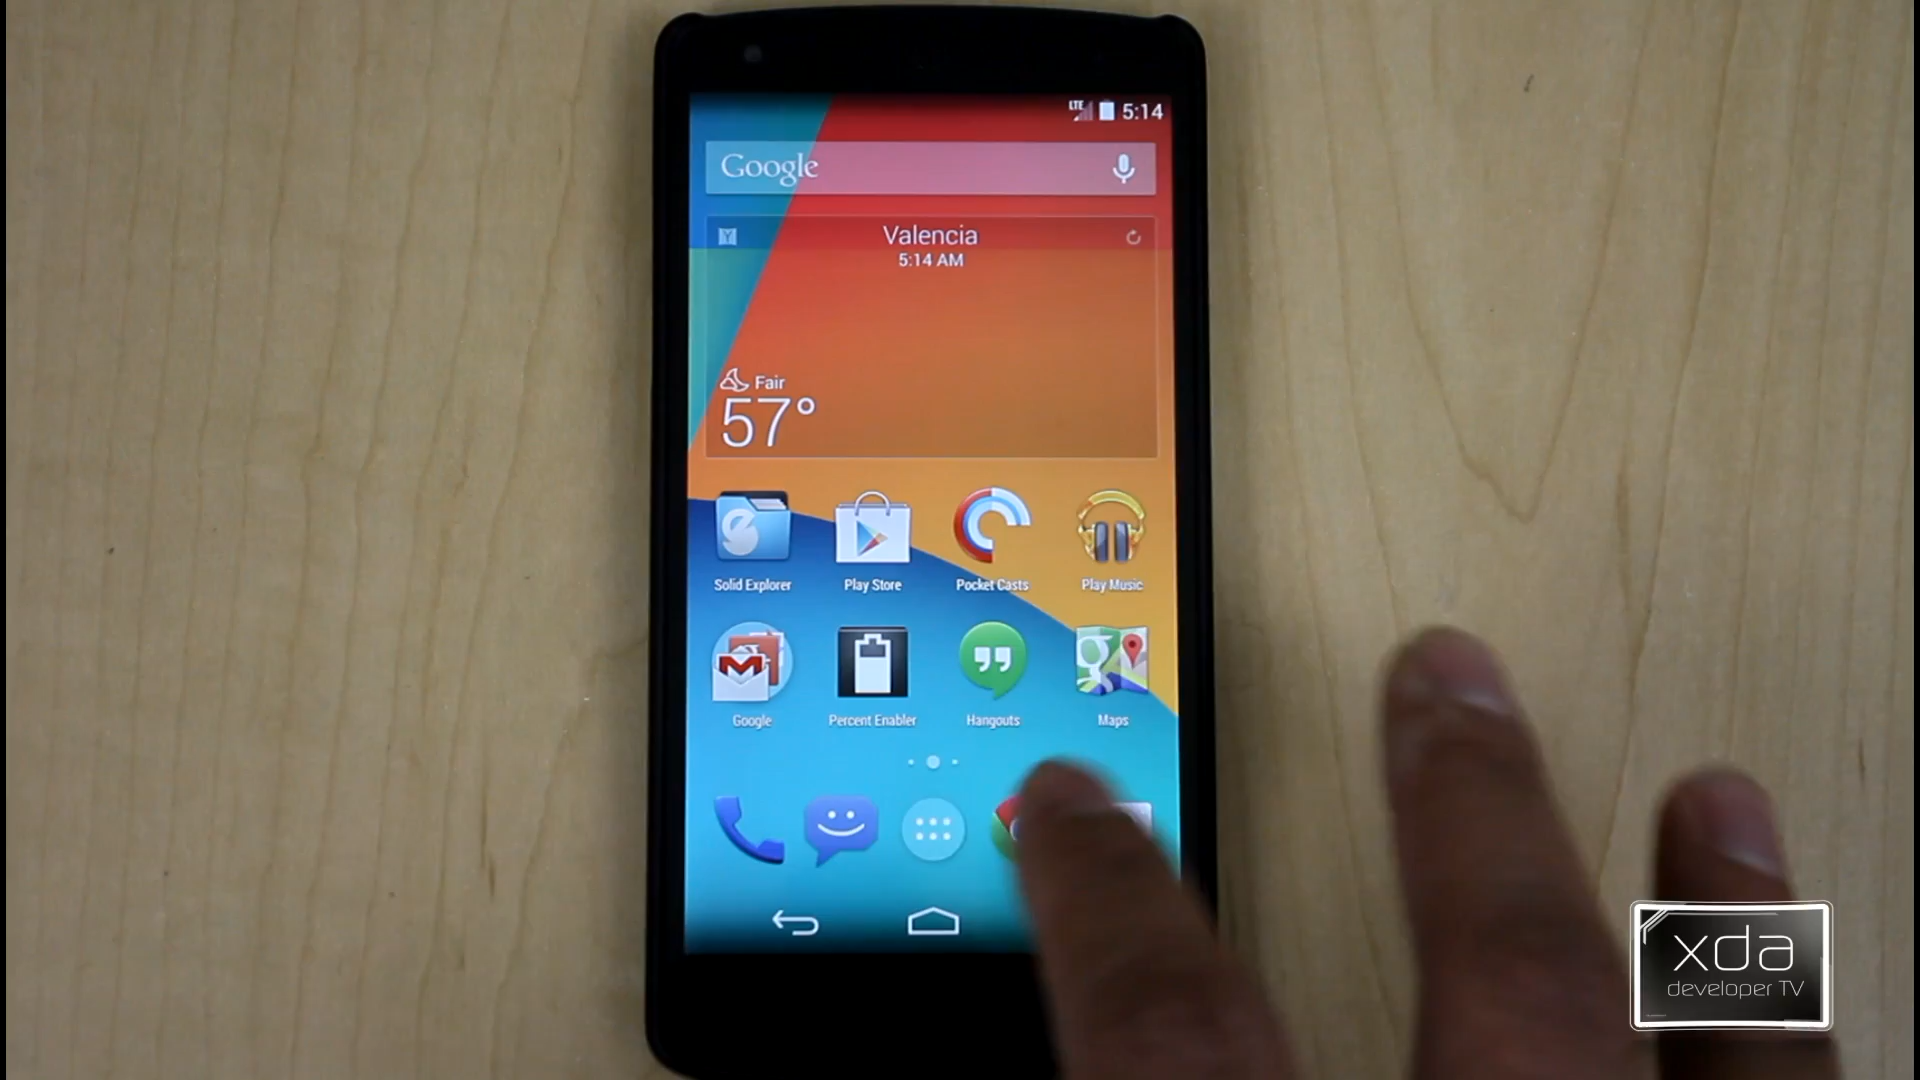 LTE 5:14
Google
Valencia
5:14 AM
Fair
57°
Solid Explorer Play Store Pocket Casts Play Music
Google Percent Enabler Hangouts Maps
xda
developer TV